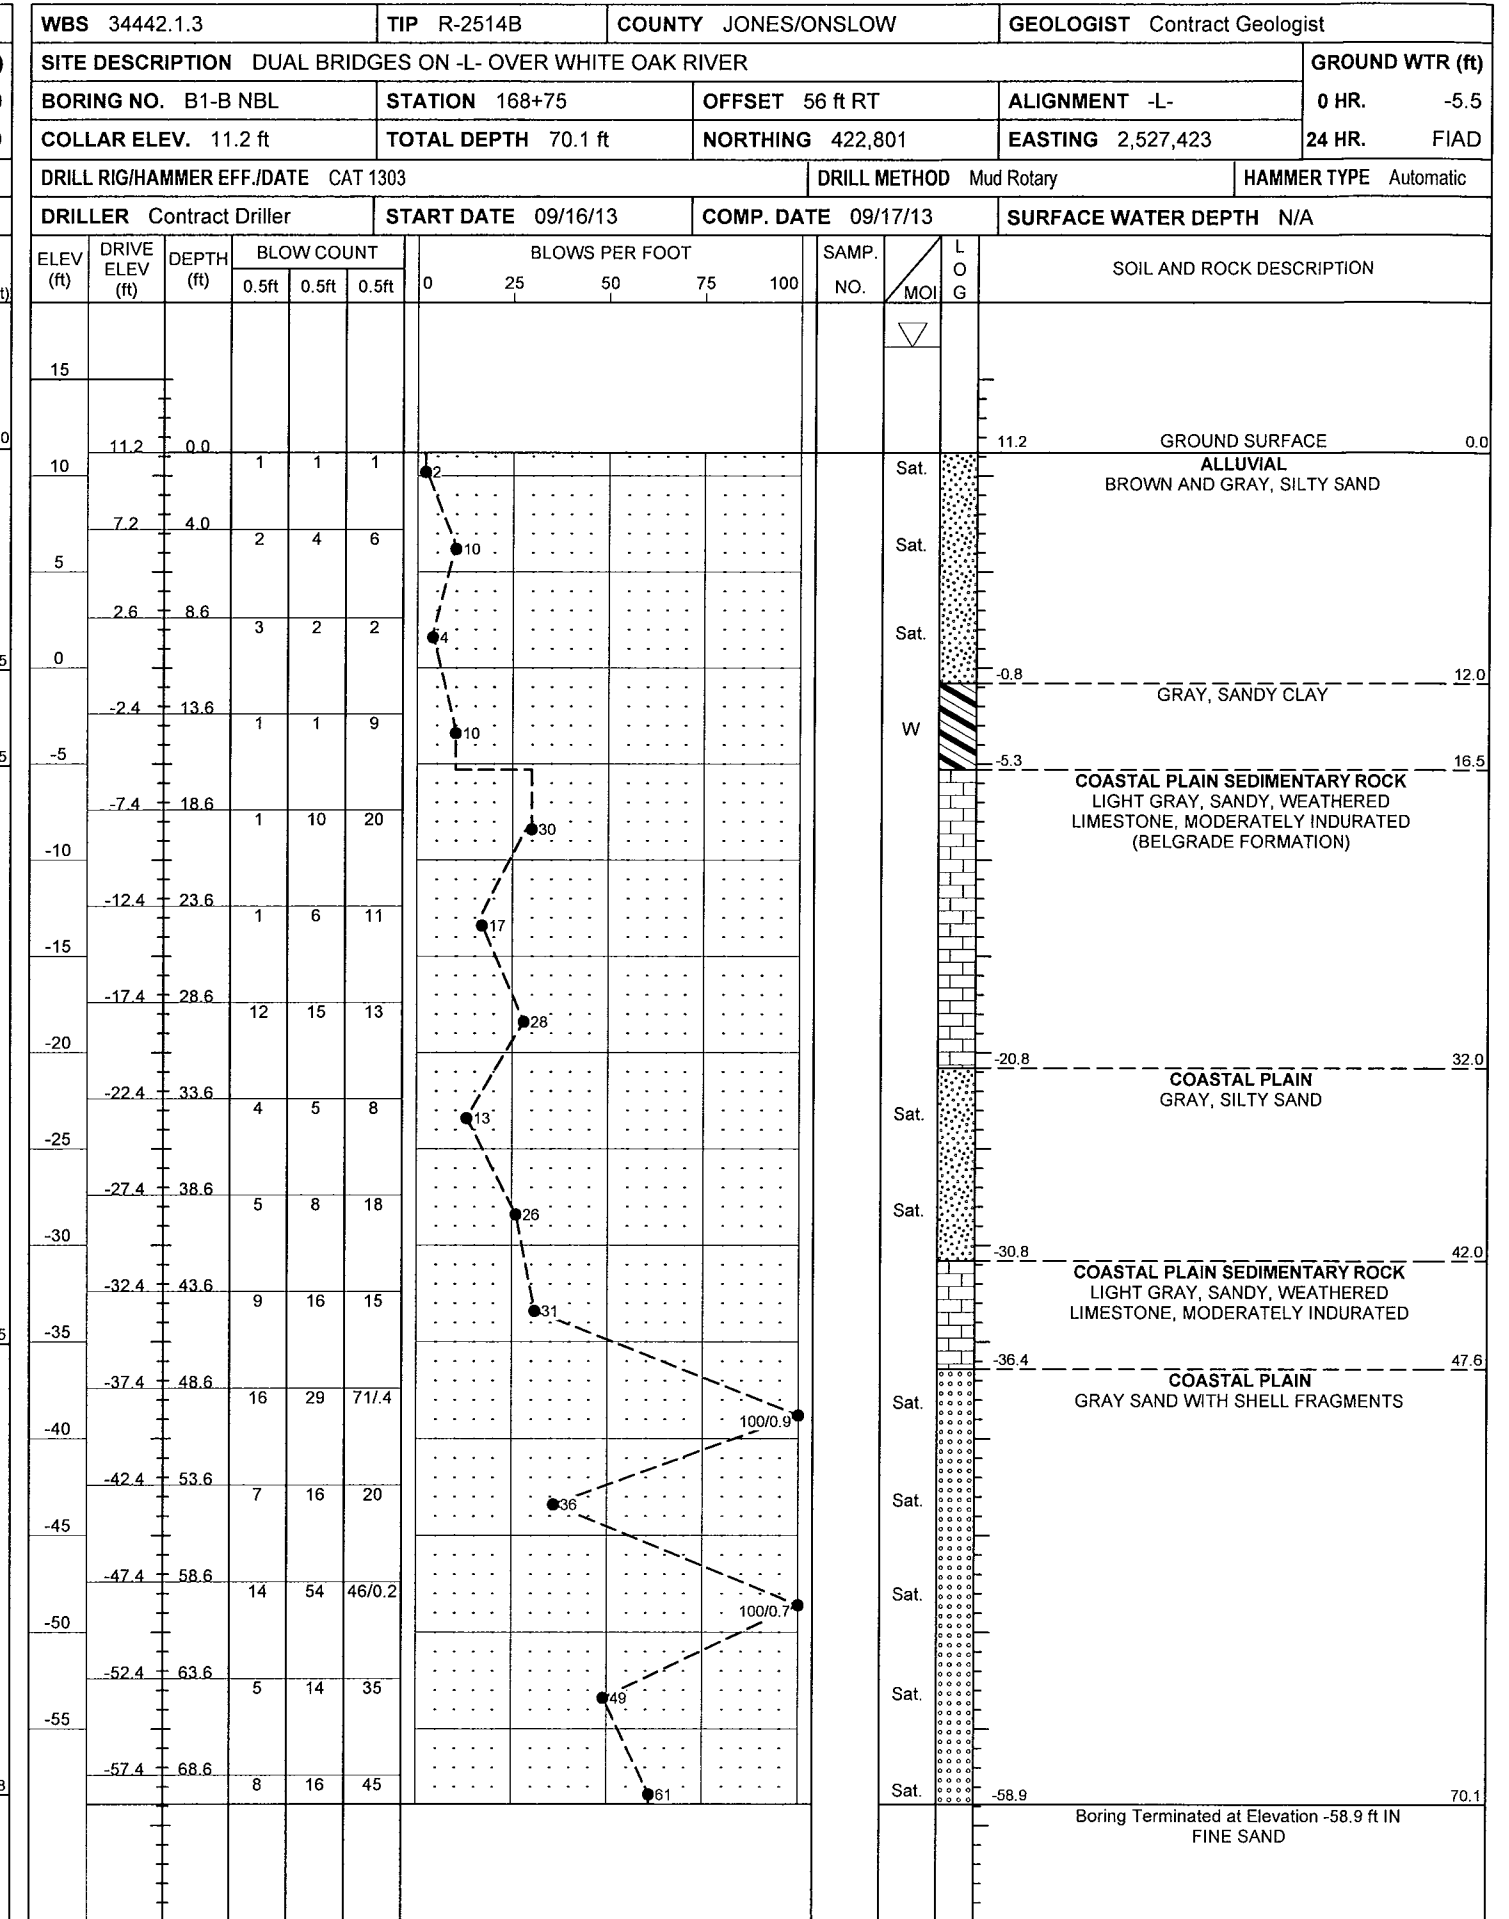 WBS 34442.1.3 TIP R-2514B COUNTY JONES/ONSLOW GEOLOGIST Contract Geologist
SITE DESCRIPTION DUAL BRIDGES ON -L- OVER WHITE OAK RIVER GROUND WTR (ft)
BORING NO. B1-B NBL STATION 168+75 OFFSET 56 ft RT ALIGNMENT -L- 0 HR. -5.5
COLLAR ELEV. 11.2 ft TOTAL DEPTH 70.1 ft NORTHING 422,801 EASTING 2,527,423 24 HR. FIAD
DRILL RIG/HAMMER EFF./DATE CAT 1303 DRILL METHOD Mud Rotary HAMMER TYPE Automatic
DRILLER Contract Driller START DATE 09/16/13 COMP. DATE 09/17/13 SURFACE WATER DEPTH N/A
ELEV (ft) DRIVE ELEV (ft) DEPTH (ft) BLOW COUNT BLOWS PER FOOT SAMP. NO. MOI LOG SOIL AND ROCK DESCRIPTION
0.5ft 0.5ft 0.5ft 0 25 50 75 100
15
11.2 0.0 11.2 GROUND SURFACE 0.0
10 1 1 1 2 Sat. ALLUVIAL
BROWN AND GRAY, SILTY SAND
7.2 4.0
2 4 6 10 Sat.
5
2.6 8.6
3 2 2 4 Sat.
0
-0.8 12.0
GRAY, SANDY CLAY
-2.4 13.6
1 1 9 10 W
-5
-5.3 16.5
COASTAL PLAIN SEDIMENTARY ROCK
LIGHT GRAY, SANDY, WEATHERED
LIMESTONE, MODERATELY INDURATED
(BELGRADE FORMATION)
-7.4 18.6
1 10 20 30
-10
-12.4 23.6
1 6 11 17
-15
-17.4 28.6
12 15 13 28
-20
-20.8 32.0
COASTAL PLAIN
GRAY, SILTY SAND
-22.4 33.6
4 5 8 13 Sat.
-25
-27.4 38.6
5 8 18 26 Sat.
-30
-30.8 42.0
COASTAL PLAIN SEDIMENTARY ROCK
LIGHT GRAY, SANDY, WEATHERED
LIMESTONE, MODERATELY INDURATED
-32.4 43.6
9 16 15 31
-35
-36.4 47.6
COASTAL PLAIN
GRAY SAND WITH SHELL FRAGMENTS
-37.4 48.6
16 29 71/.4 100/0.9 Sat.
-40
-42.4 53.6
7 16 20 36 Sat.
-45
-47.4 58.6
14 54 46/0.2 100/0.7 Sat.
-50
-52.4 63.6
5 14 35 49 Sat.
-55
-57.4 68.6
8 16 45 61 Sat.
-58.9 70.1
Boring Terminated at Elevation -58.9 ft IN
FINE SAND